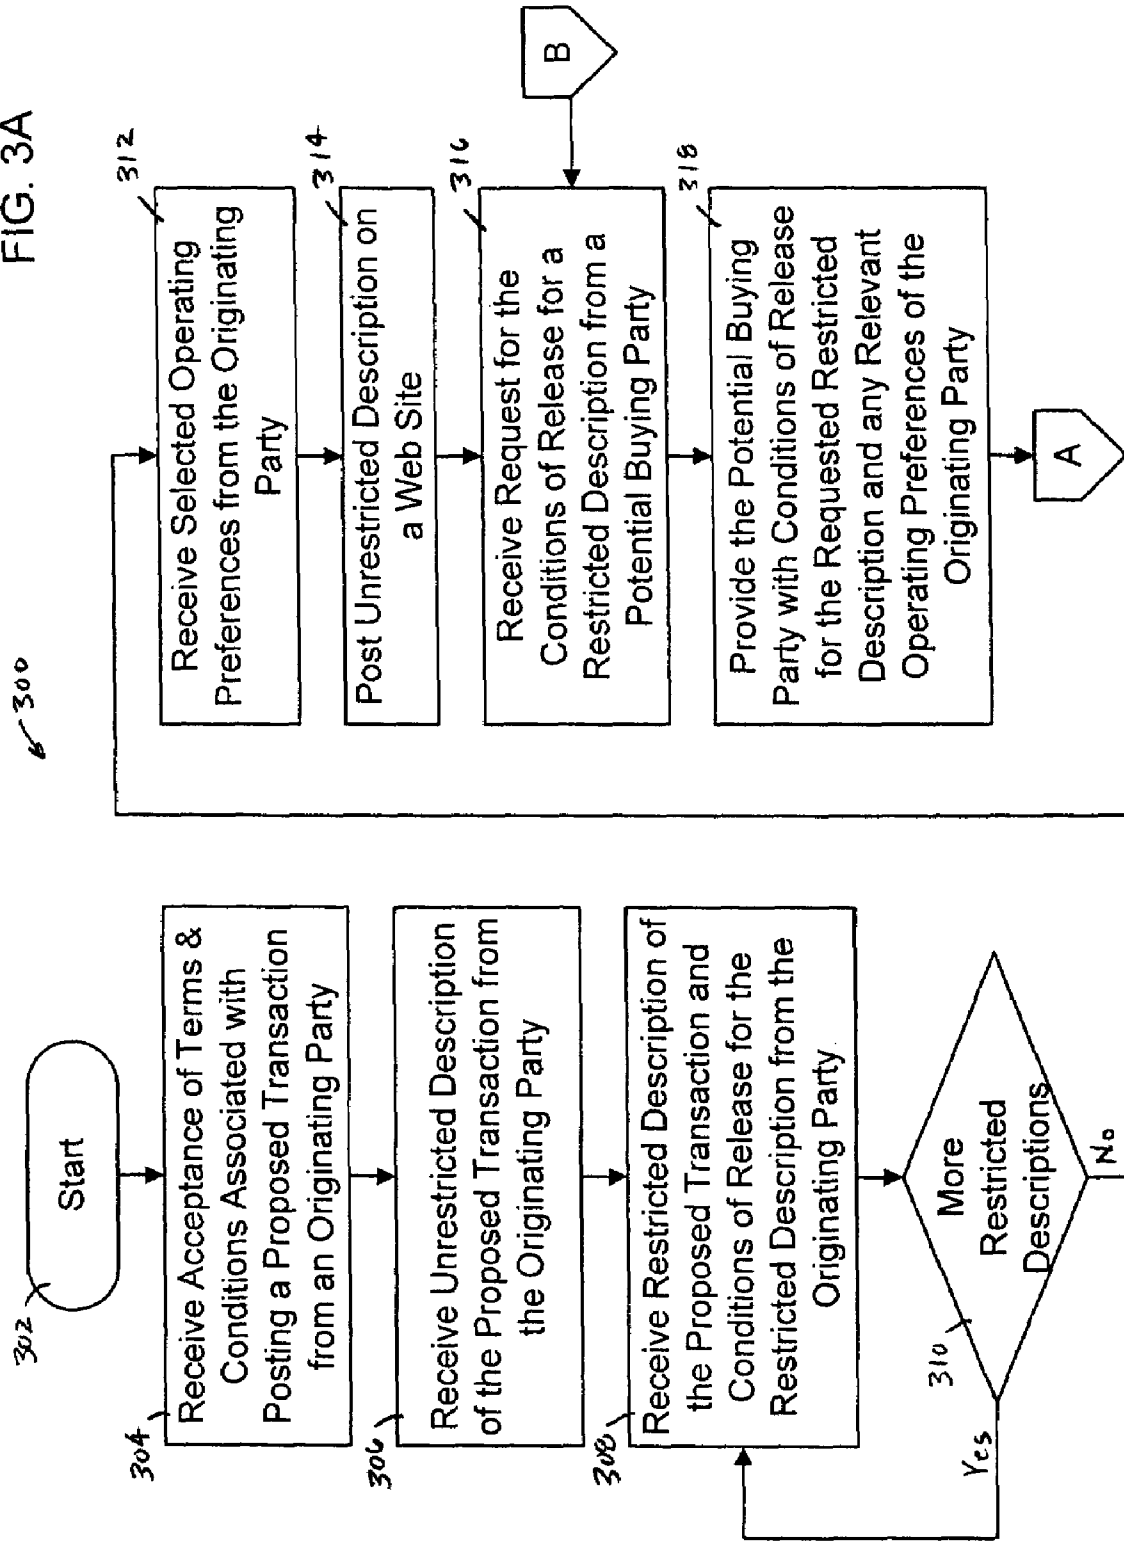 FIG. 3A
300
302
Start
304
Receive Acceptance of Terms &
Conditions Associated with
Posting a Proposed Transaction
from an Originating Party
306
Receive Unrestricted Description
of the Proposed Transaction from
the Originating Party
308
Receive Restricted Description of
the Proposed Transaction and
Conditions of Release for the
Restricted Description from the
Originating Party
310
More
Restricted
Descriptions
Yes
No
312
Receive Selected Operating
Preferences from the Originating
Party
314
Post Unrestricted Description on
a Web Site
316
Receive Request for the
Conditions of Release for a
Restricted Description from a
Potential Buying Party
B
318
Provide the Potential Buying
Party with Conditions of Release
for the Requested Restricted
Description and any Relevant
Operating Preferences of the
Originating Party
A